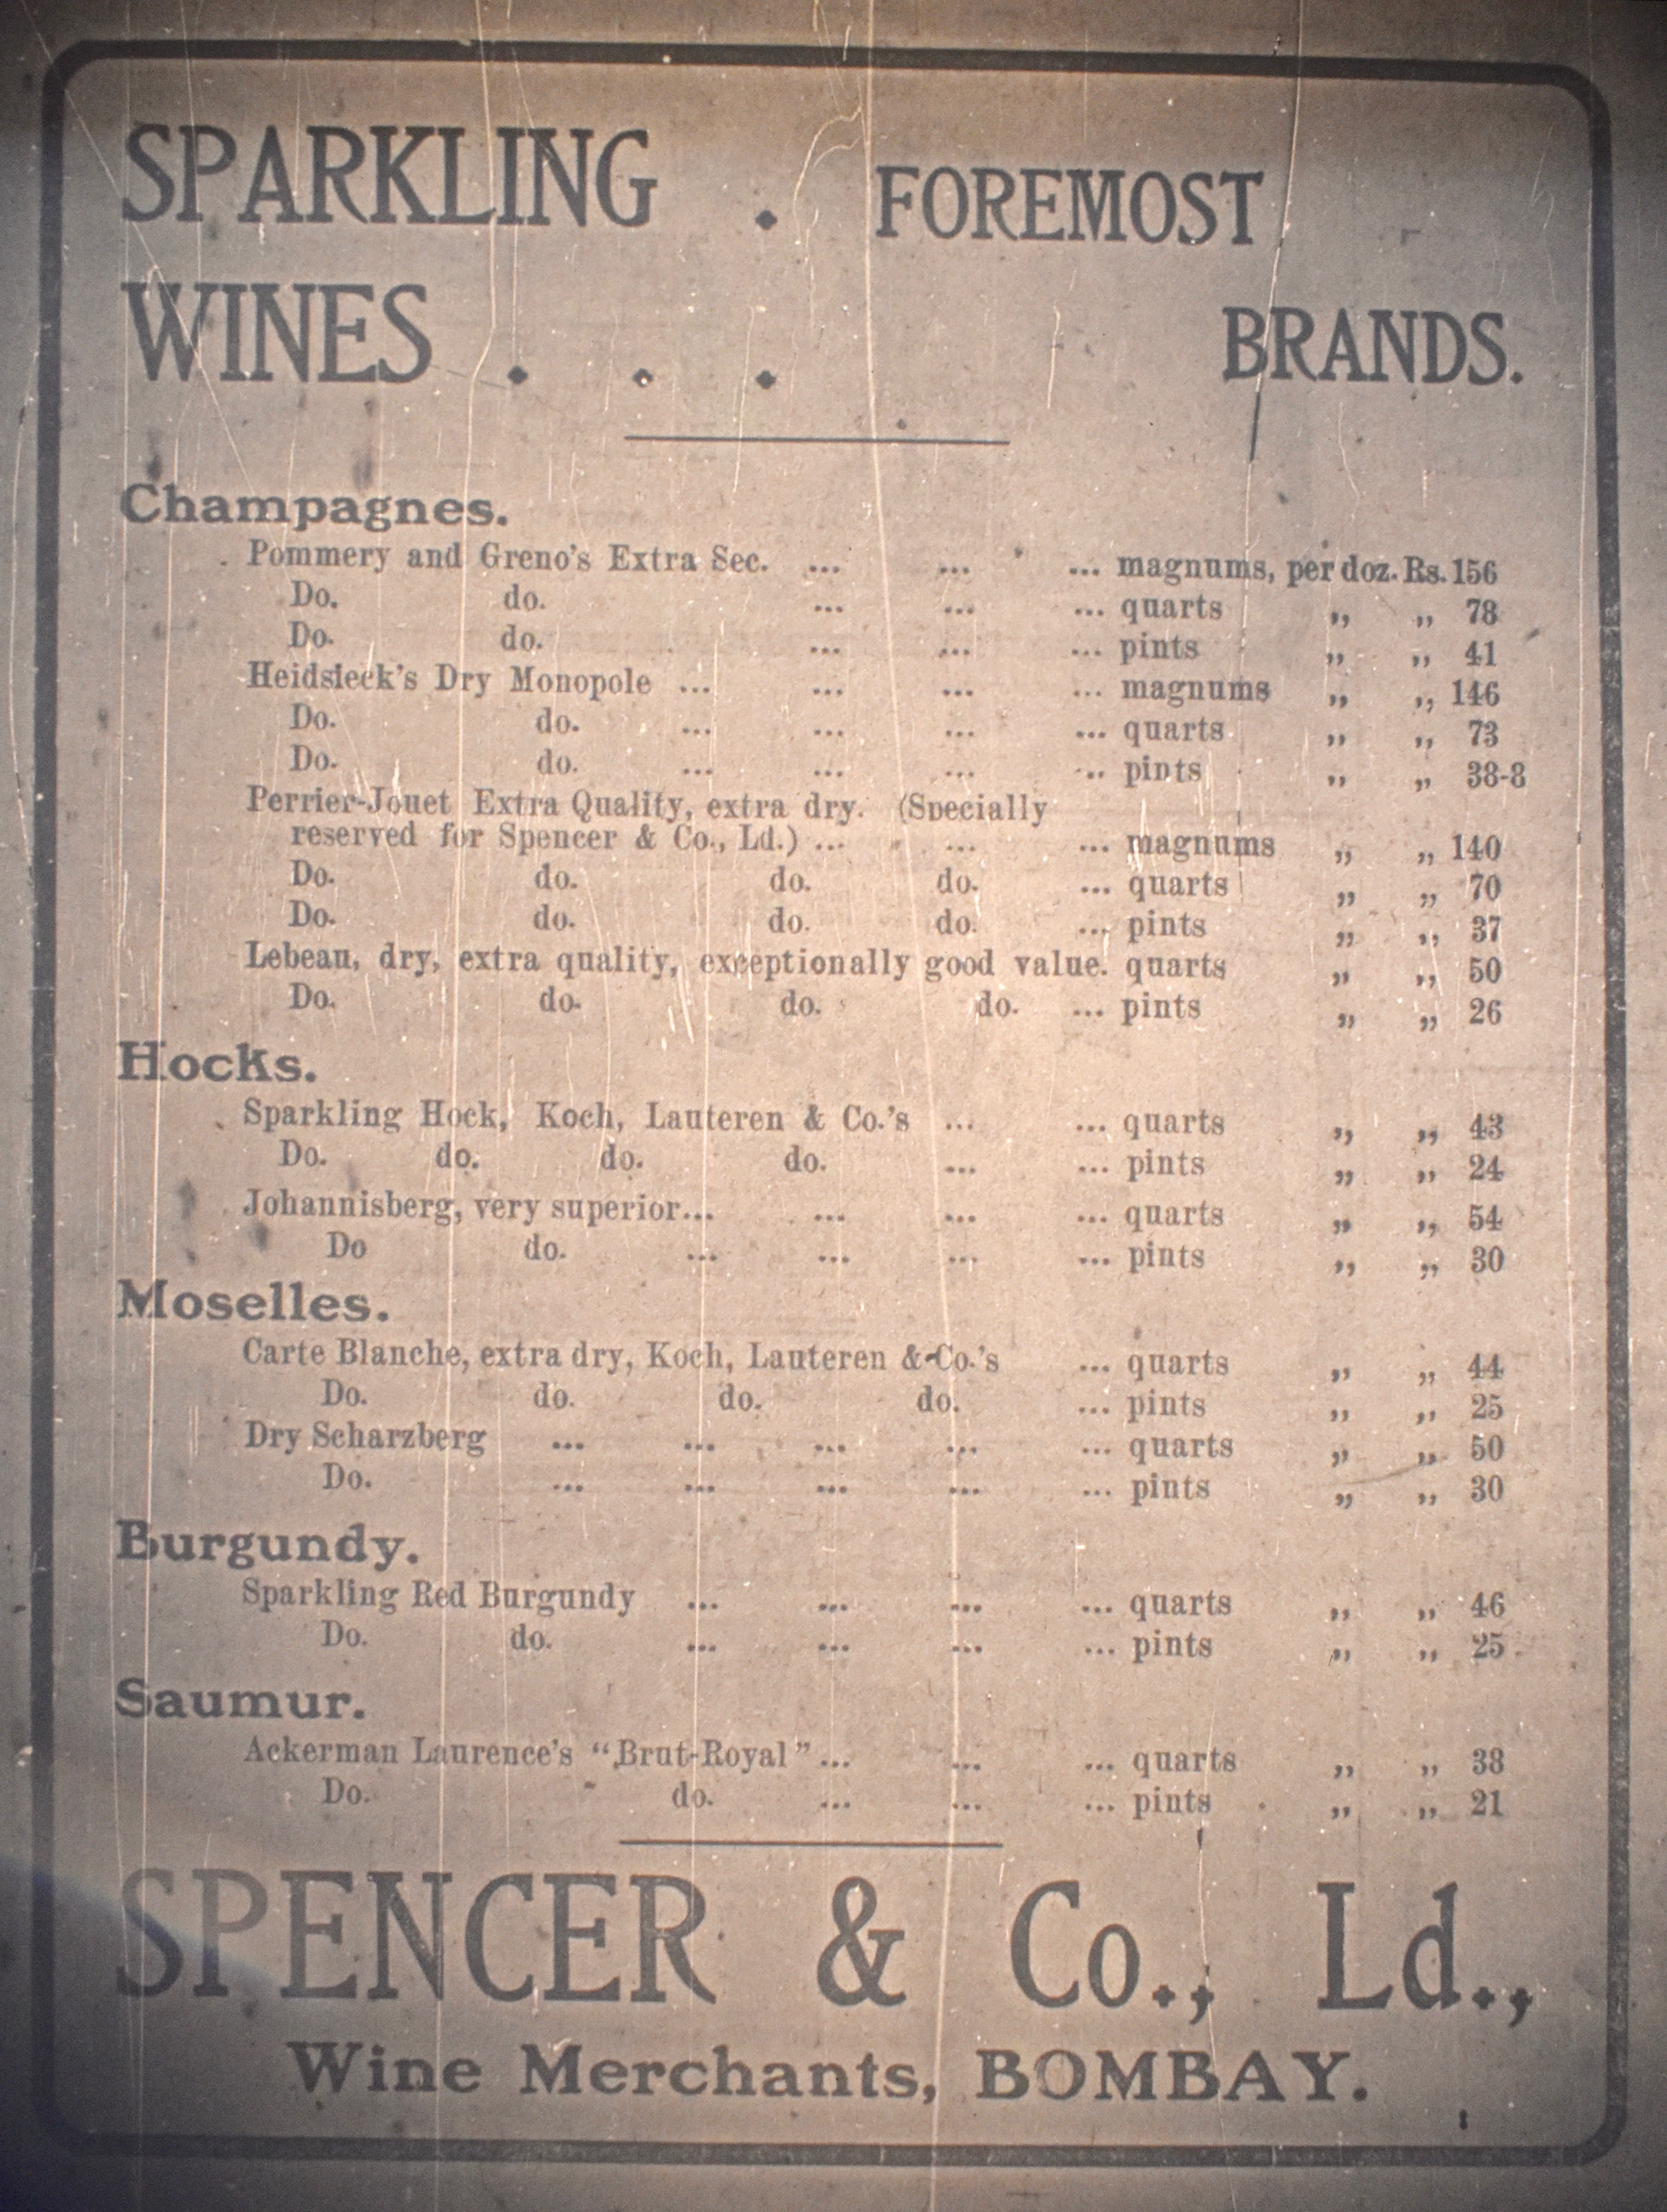 SPARKLING . FOREMOST
WINES . . . BRANDS.
Champagnes.
Pommery and Greno's Extra Sec. ... ... ... magnums, per doz. Rs. 156
Do. do. ... ... ... quarts ,, ,, 78
Do. do. ... ... ... pints ,, ,, 41
Heidsieck's Dry Monopole ... ... ... ... magnums ,, ,, 146
Do. do. ... ... ... ... quarts ,, ,, 73
Do. do. ... ... ... ... pints ,, ,, 38-8
Perrier-Jouet Extra Quality, extra dry. (Specially
reserved for Spencer & Co., Ld.) ... ... ... magnums ,, ,, 140
Do. do. do. do. ... quarts ,, ,, 70
Do. do. do. do. ... pints ,, ,, 37
Lebeau, dry, extra quality, exceptionally good value. quarts ,, ,, 50
Do. do. do. do. ... pints ,, ,, 26
Hocks.
Sparkling Hock, Koch, Lauteren & Co.'s ... ... quarts ,, ,, 43
Do. do. do. do. ... ... pints ,, ,, 24
Johannisberg, very superior... ... ... ... quarts ,, ,, 54
Do do. ... ... ... ... pints ,, ,, 30
Moselles.
Carte Blanche, extra dry, Koch, Lauteren & Co.'s ... quarts ,, ,, 44
Do. do. do. do. ... pints ,, ,, 25
Dry Scharzberg ... ... ... ... ... quarts ,, ,, 50
Do. ... ... ... ... ... pints ,, ,, 30
Burgundy.
Sparkling Red Burgundy ... ... ... ... quarts ,, ,, 46
Do. do. ... ... ... ... pints ,, ,, 25
Saumur.
Ackerman Laurence's "Brut-Royal" ... ... ... quarts ,, ,, 38
Do. do. ... ... ... pints ,, ,, 21
SPENCER & Co., Ld.,
Wine Merchants, BOMBAY.